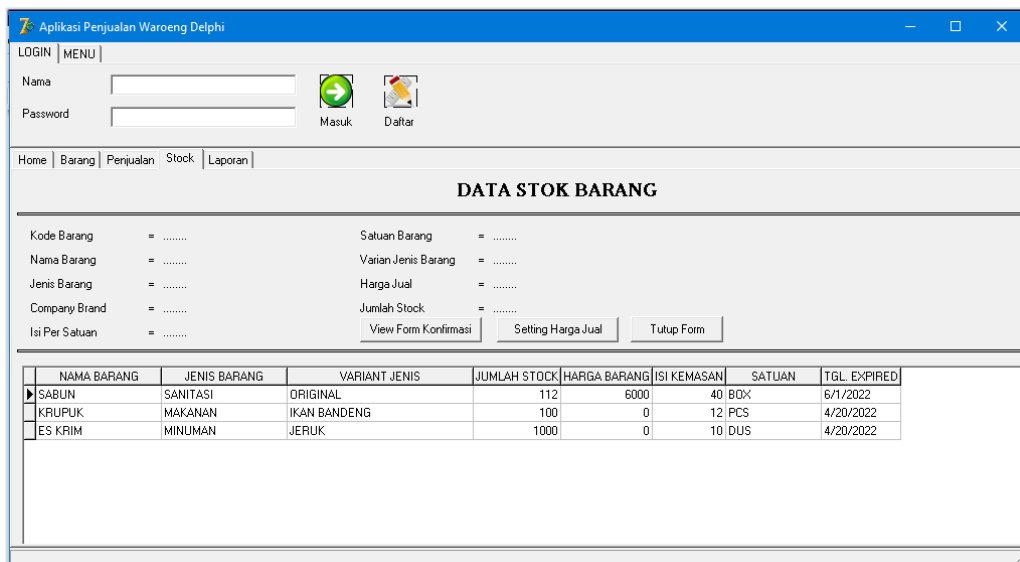 Aplikasi Penjualan Waroeng Delphi
LOGIN MENU
Nama
Password
Masuk Daftar
Home Barang Penjualan Stock Laporan
DATA STOK BARANG
Kode Barang = ........ Satuan Barang = ........
Nama Barang = ........ Varian Jenis Barang = ........
Jenis Barang = ........ Harga Jual = ........
Company Brand = ........ Jumlah Stock = ........
Isi Per Satuan = ........ View Form Konfirmasi Setting Harga Jual Tutup Form
NAMA BARANG JENIS BARANG VARIANT JENIS JUMLAH STOCK HARGA BARANG ISI KEMASAN SATUAN TGL. EXPIRED
SABUN SANITASI ORIGINAL 112 6000 40 BOX 6/1/2022
KRUPUK MAKANAN IKAN BANDENG 100 0 12 PCS 4/20/2022
ES KRIM MINUMAN JERUK 1000 0 10 DUS 4/20/2022